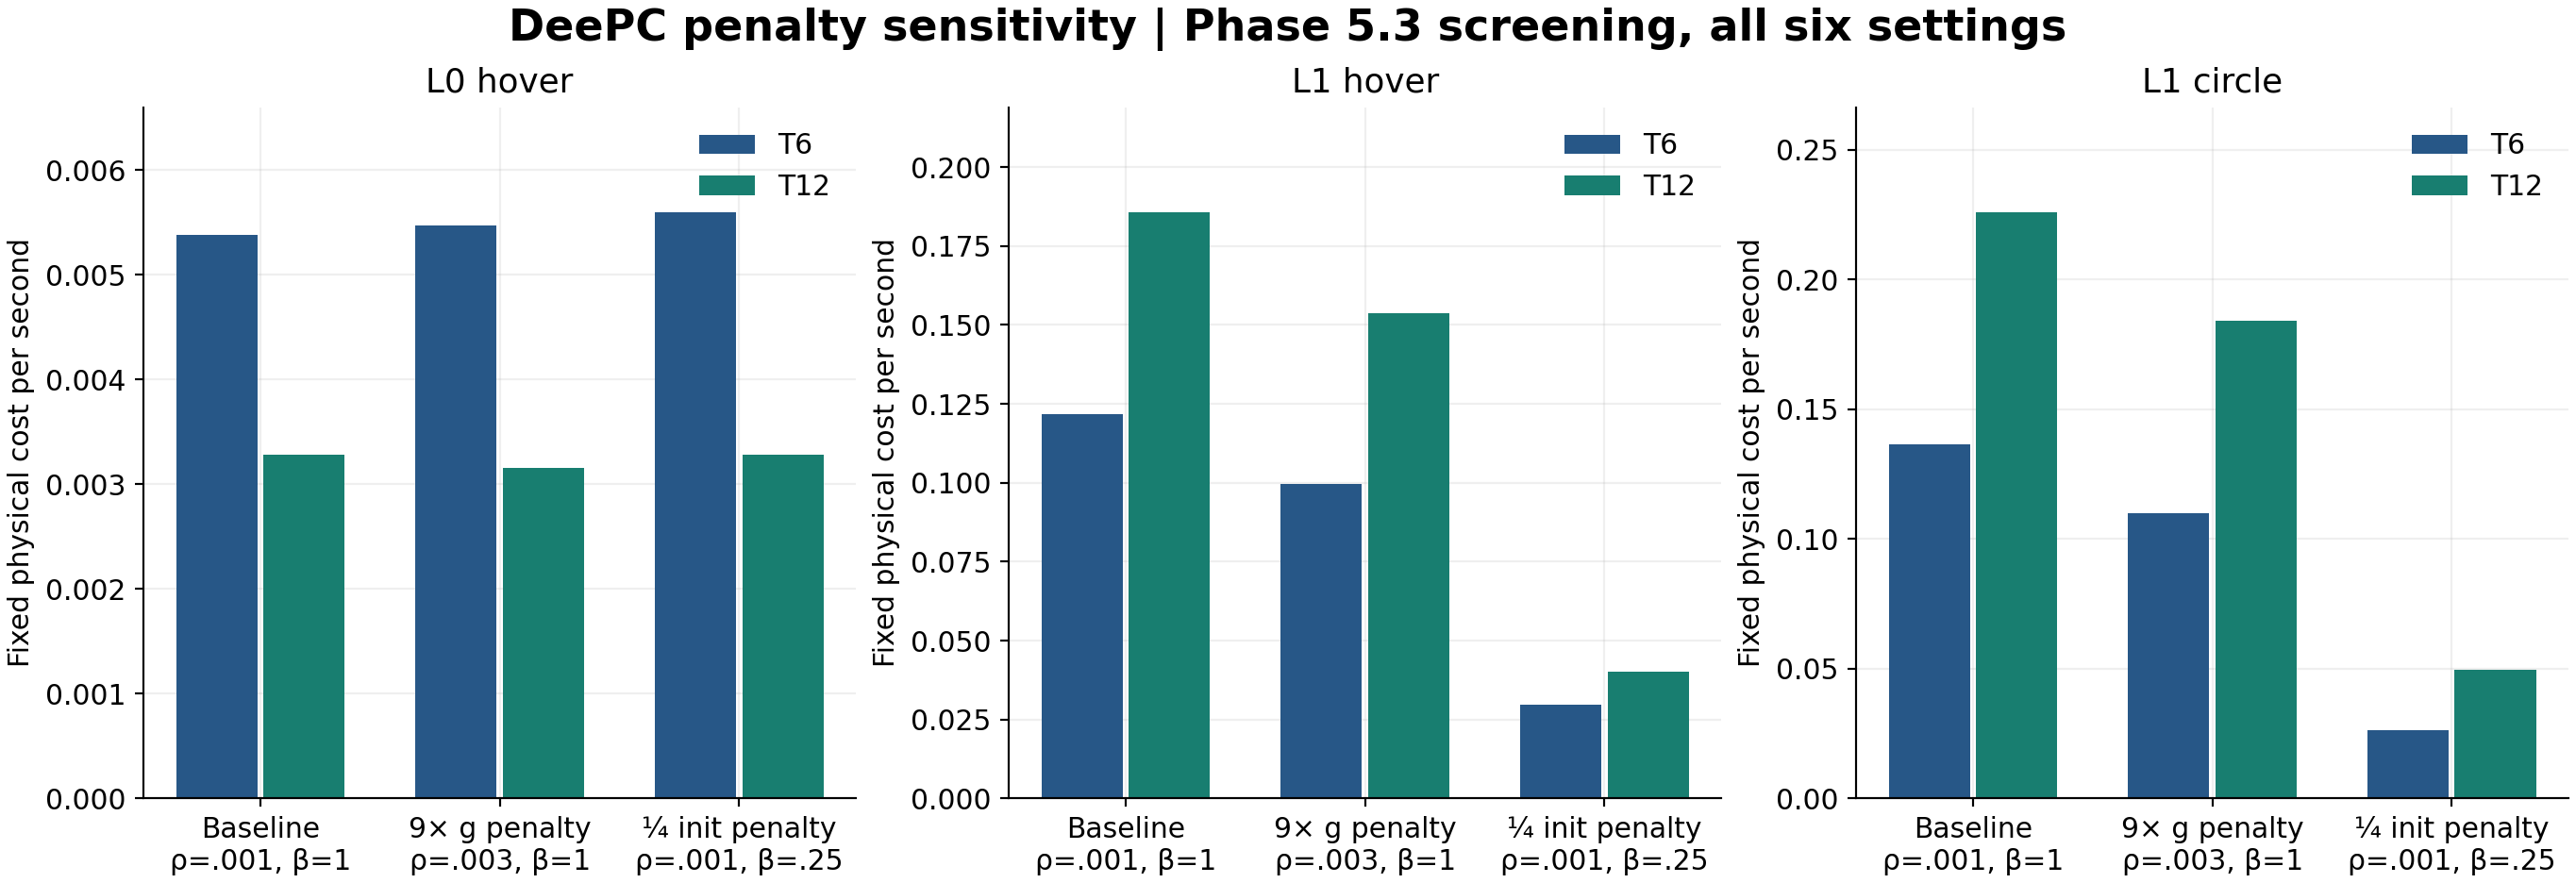 DeePC penalty sensitivity | Phase 5.3 screening, all six settings
L0 hover
Fixed physical cost per second
0.006
0.005
0.004
0.003
0.002
0.001
0.000
T6
T12
Baseline
ρ=.001, β=1
9× g penalty
ρ=.003, β=1
¼ init penalty
ρ=.001, β=.25
L1 hover
Fixed physical cost per second
0.200
0.175
0.150
0.125
0.100
0.075
0.050
0.025
0.000
T6
T12
Baseline
ρ=.001, β=1
9× g penalty
ρ=.003, β=1
¼ init penalty
ρ=.001, β=.25
L1 circle
Fixed physical cost per second
0.25
0.20
0.15
0.10
0.05
0.00
T6
T12
Baseline
ρ=.001, β=1
9× g penalty
ρ=.003, β=1
¼ init penalty
ρ=.001, β=.25